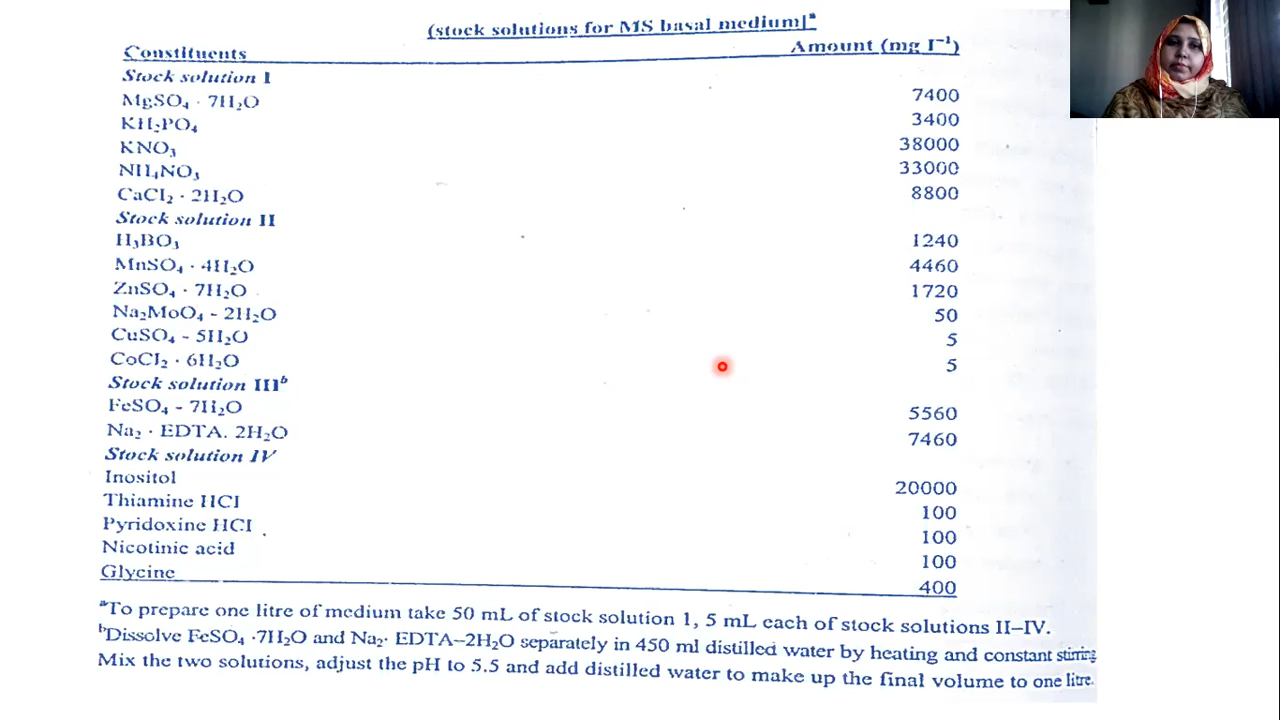 (stock solutions for MS basal medium]ª
Constituents Amount (mg l⁻¹)
Stock solution I
MgSO₄ · 7H₂O 7400
KH₂PO₄ 3400
KNO₃ 38000
NH₄NO₃ 33000
CaCl₂ · 2H₂O 8800
Stock solution II
H₃BO₃ 1240
MnSO₄ · 4H₂O 4460
ZnSO₄ · 7H₂O 1720
Na₂MoO₄ - 2H₂O 50
CuSO₄ - 5H₂O 5
CoCl₂ · 6H₂O 5
Stock solution IIIᵇ
FeSO₄ - 7H₂O 5560
Na₂ · EDTA. 2H₂O 7460
Stock solution IV
Inositol 20000
Thiamine HCl 100
Pyridoxine HCl 100
Nicotinic acid 100
Glycine 400
ªTo prepare one litre of medium take 50 mL of stock solution 1, 5 mL each of stock solutions II–IV.
ᵇDissolve FeSO₄ ·7H₂O and Na₂· EDTA–2H₂O separately in 450 ml distilled water by heating and constant stirring
Mix the two solutions, adjust the pH to 5.5 and add distilled water to make up the final volume to one litre.